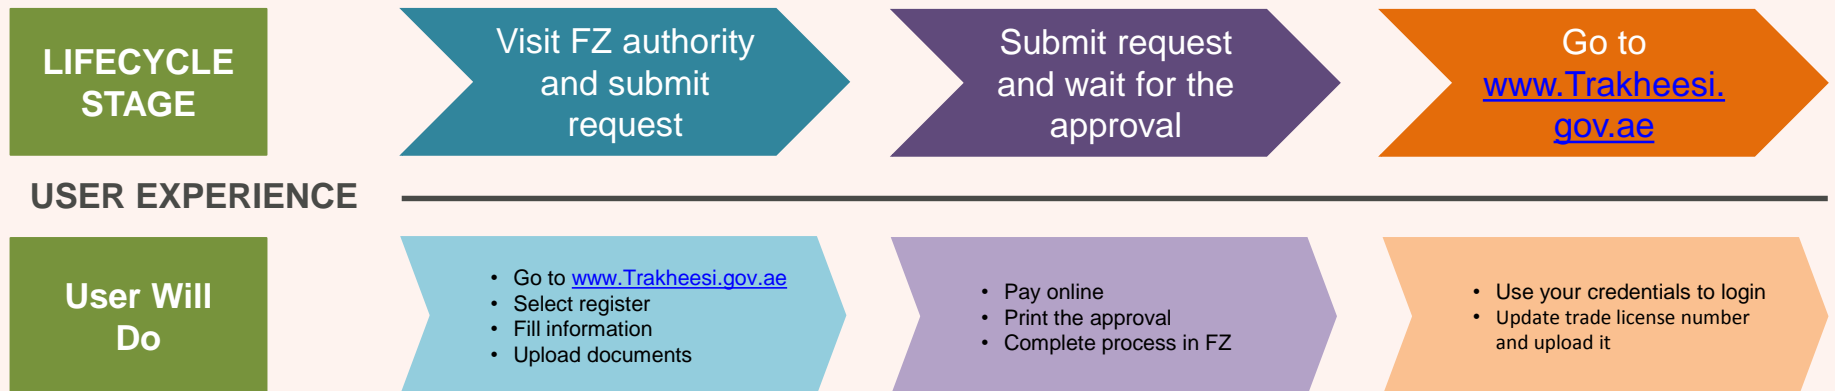 LIFECYCLE
STAGE
Visit FZ authority
and submit
request
Submit request
and wait for the
approval
Go to
www.Trakheesi.
gov.ae
USER EXPERIENCE
User Will
Do
• Go to www.Trakheesi.gov.ae
• Select register
• Fill information
• Upload documents
• Pay online
• Print the approval
• Complete process in FZ
• Use your credentials to login
• Update trade license number
and upload it